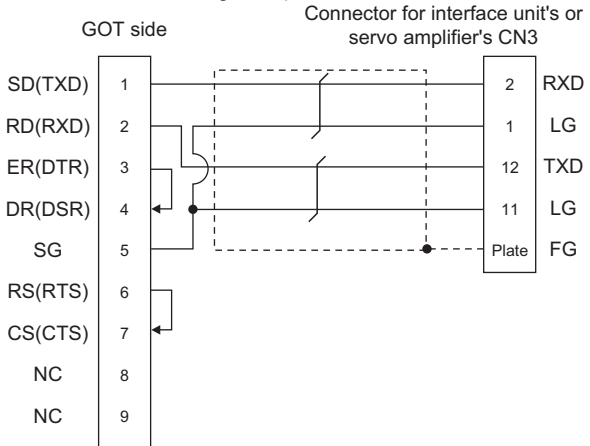 Connector for interface unit's or
GOT side
servo amplifier's CN3
SD(TXD) 1 2 RXD
RD(RXD) 2 1 LG
ER(DTR) 3 12 TXD
DR(DSR) 4 11 LG
SG 5 Plate FG
RS(RTS) 6
CS(CTS) 7
NC 8
NC 9